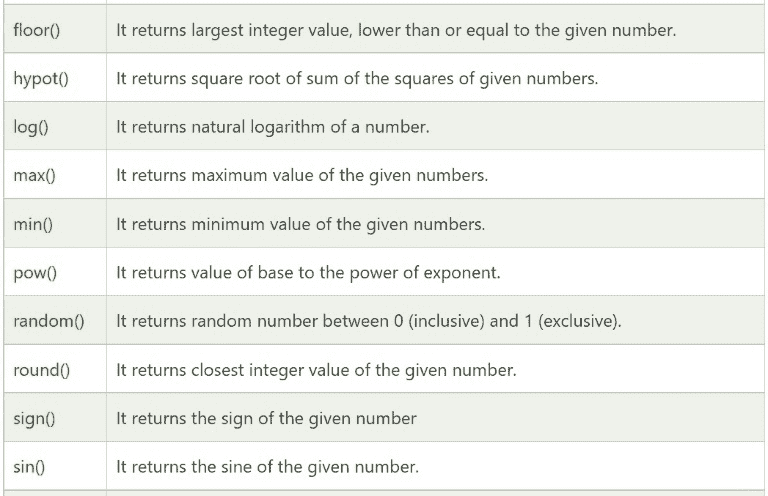 floor() It returns largest integer value, lower than or equal to the given number.
hypot() It returns square root of sum of the squares of given numbers.
log() It returns natural logarithm of a number.
max() It returns maximum value of the given numbers.
min() It returns minimum value of the given numbers.
pow() It returns value of base to the power of exponent.
random() It returns random number between 0 (inclusive) and 1 (exclusive).
round() It returns closest integer value of the given number.
sign() It returns the sign of the given number
sin() It returns the sine of the given number.